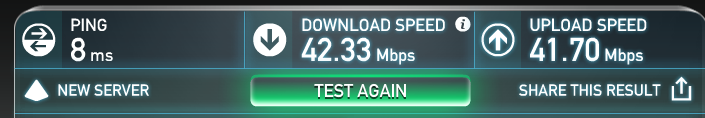 PING
8 ms
DOWNLOAD SPEED
42.33 Mbps
UPLOAD SPEED
41.70 Mbps
NEW SERVER
TEST AGAIN
SHARE THIS RESULT